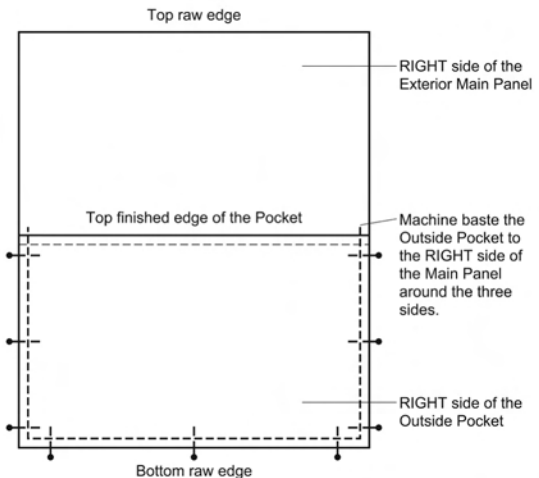 Top raw edge
RIGHT side of the
Exterior Main Panel
Top finished edge of the Pocket
Machine baste the
Outside Pocket to
the RIGHT side of
the Main Panel
around the three
sides.
RIGHT side of the
Outside Pocket
Bottom raw edge